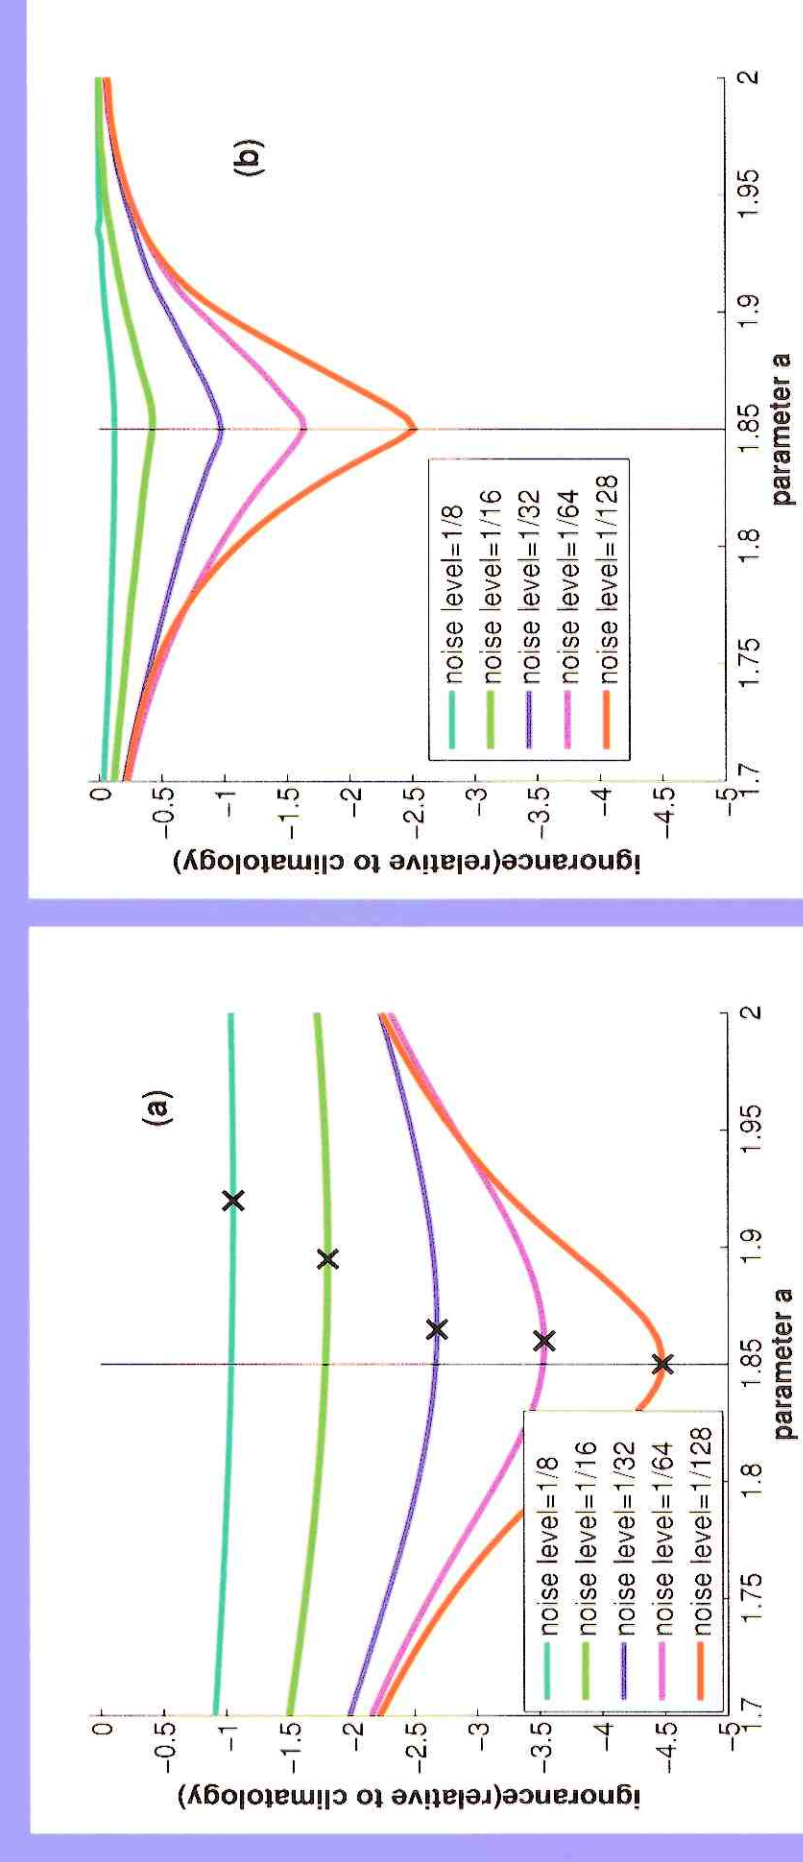 (a)
ignorance(relative to climatology)
0
−0.5
−1
−1.5
−2
−2.5
−3
−3.5
−4
−4.5
−5
1.7
1.75
1.8
1.85
1.9
1.95
2
parameter a
noise level=1/8
noise level=1/16
noise level=1/32
noise level=1/64
noise level=1/128
(b)
ignorance(relative to climatology)
0
−0.5
−1
−1.5
−2
−2.5
−3
−3.5
−4
−4.5
−5
1.7
1.75
1.8
1.85
1.9
1.95
2
parameter a
noise level=1/8
noise level=1/16
noise level=1/32
noise level=1/64
noise level=1/128